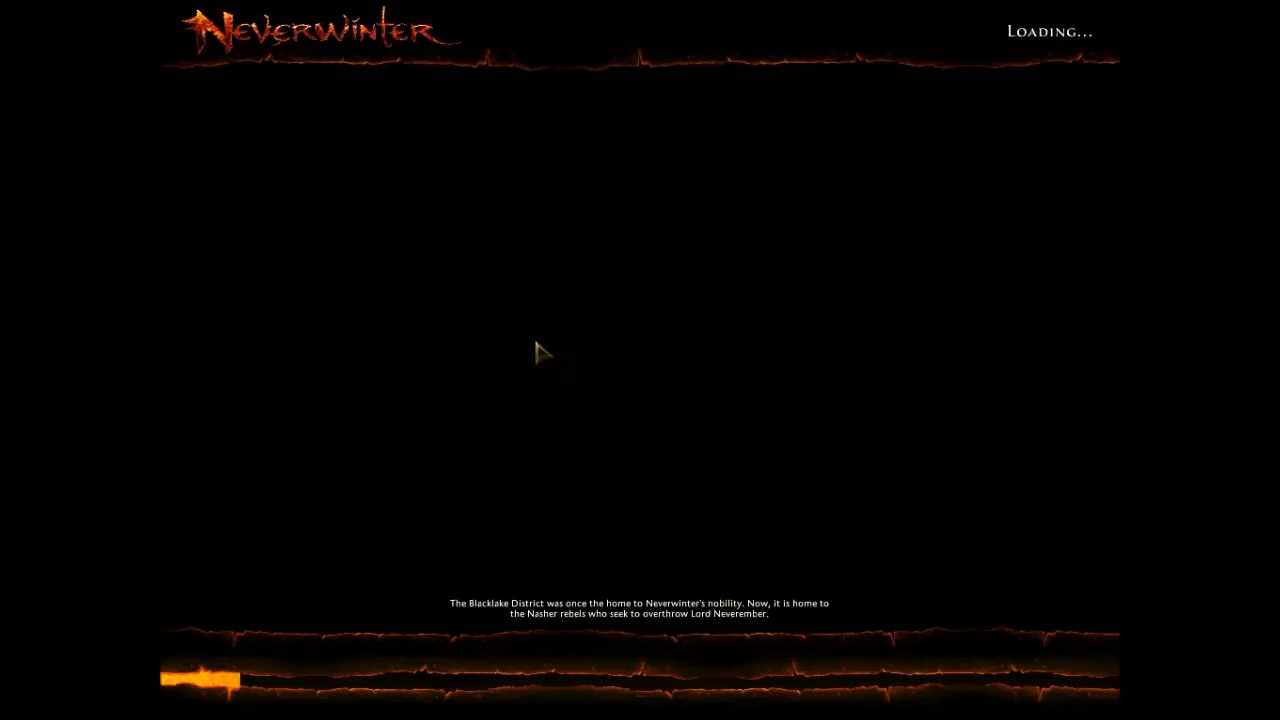 Neverwinter
Loading...
The Blacklake District was once the home to Neverwinter's nobility. Now, it is home to
the Nasher rebels who seek to overthrow Lord Neverember.